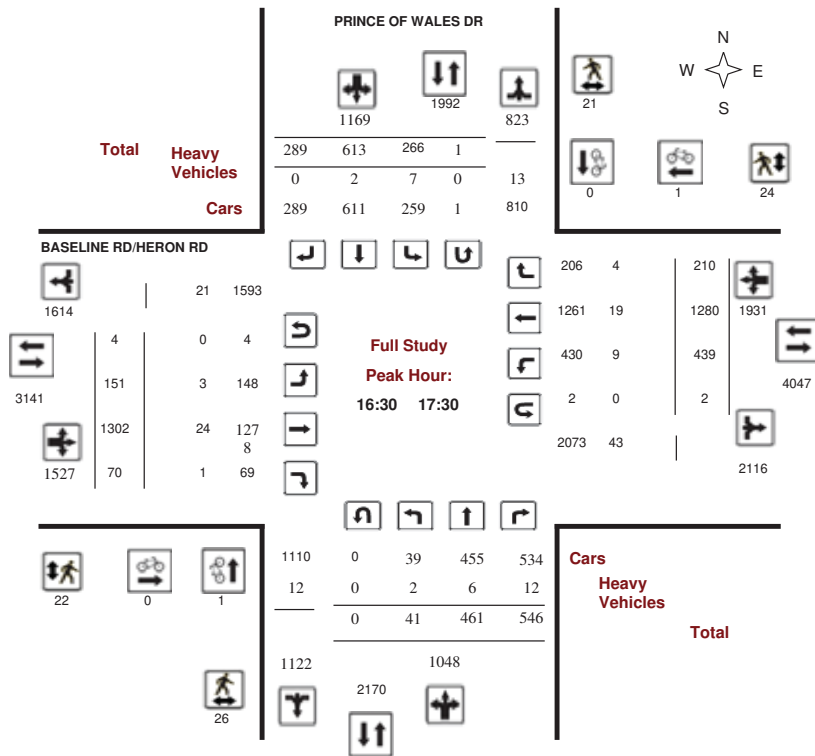 PRINCE OF WALES DR
N
W E
S
1169 1992 823 21
Total Heavy Vehicles 289 613 266 1
0 2 7 0 13
Cars 289 611 259 1 810
0 1 24
BASELINE RD/HERON RD
1614 21 1593
206 4 210
1931
1261 19 1280
4 0 4
Full Study
430 9 439
3141 151 3 148
Peak Hour:
4047
16:30 17:30
2 0 2
1302 24 127
8
2073 43
1527 70 1 69
2116
1110 0 39 455 534 Cars
12 0 2 6 12 Heavy
Vehicles
22 0 1
0 41 461 546
Total
1122 1048
2170
26